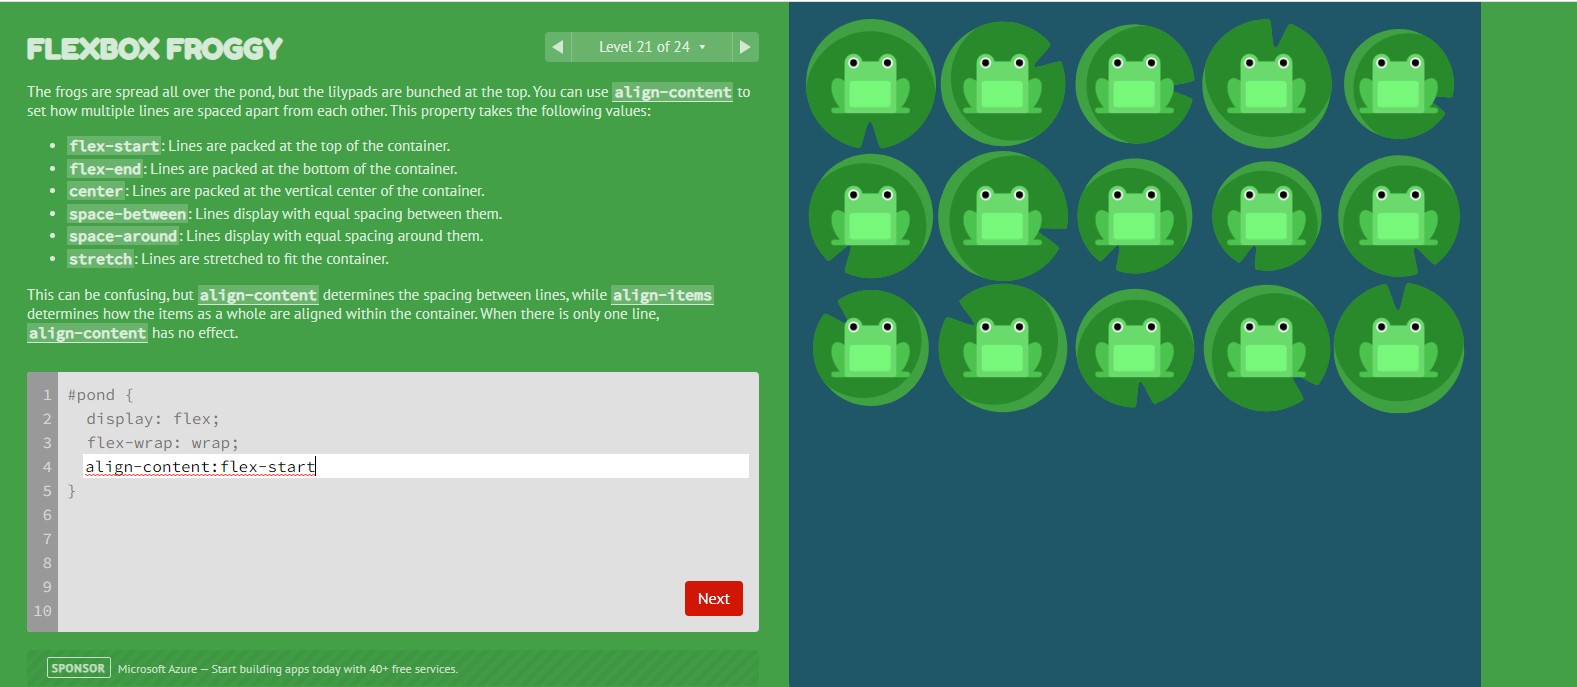 FLEXBOX FROGGY
Level 21 of 24
The frogs are spread all over the pond, but the lilypads are bunched at the top. You can use align-content to
set how multiple lines are spaced apart from each other. This property takes the following values:
• flex-start: Lines are packed at the top of the container.
• flex-end: Lines are packed at the bottom of the container.
• center: Lines are packed at the vertical center of the container.
• space-between: Lines display with equal spacing between them.
• space-around: Lines display with equal spacing around them.
• stretch: Lines are stretched to fit the container.
This can be confusing, but align-content determines the spacing between lines, while align-items
determines how the items as a whole are aligned within the container. When there is only one line,
align-content has no effect.
1 #pond {
2 display: flex;
3 flex-wrap: wrap;
4 align-content:flex-start
5 }
6
7
8
9
10
Next
SPONSOR Microsoft Azure — Start building apps today with 40+ free services.